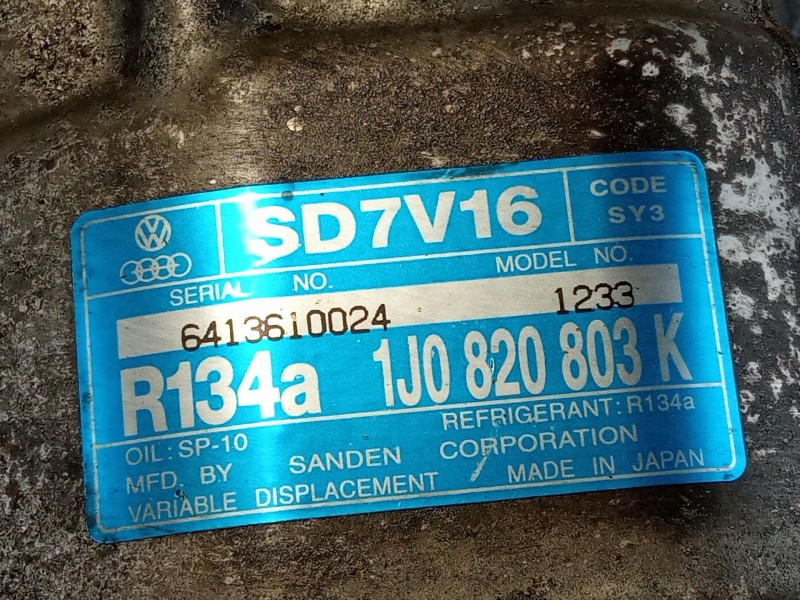 SD7V16
CODE
SY3
SERIAL NO.
MODEL NO.
6413610024
1233
R134a
1J0 820 803 K
OIL: SP-10
REFRIGERANT: R134a
MFD. BY SANDEN CORPORATION
VARIABLE DISPLACEMENT
MADE IN JAPAN